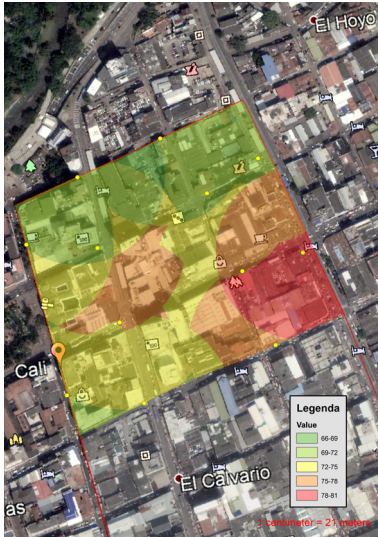 El Hoyo
Cali
Legenda
Value
66-69
69-72
72-75
75-78
78-81
El Calvario
as
1 centimeter = 21 meters